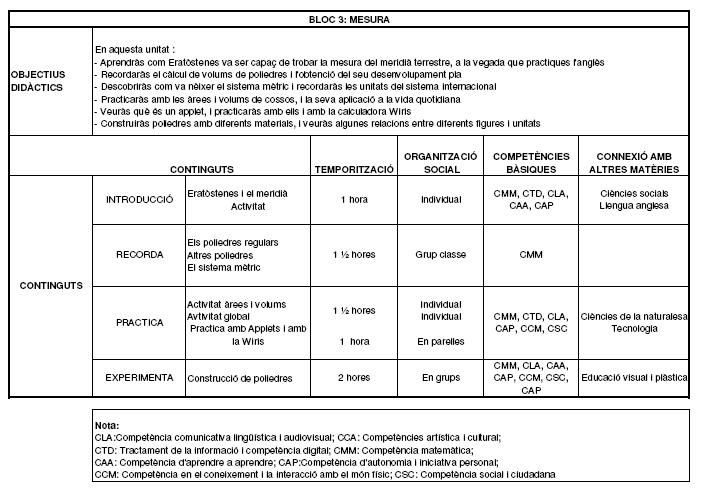 BLOC 3: MESURA
OBJECTIUS
DIDÀCTICS
En aquesta unitat :
- Aprendràs com Eratòstenes va ser capaç de trobar la mesura del meridià terrestre, a la vegada que practiques l'anglès
- Recordaràs el càlcul de volums de poliedres i l'obtenció del seu desenvolupament pla
- Descobriràs com va néixer el sistema mètric i recordaràs les unitats del sistema internacional
- Practicaràs amb les àrees i volums de cossos, i la seva aplicació a la vida quotidiana
- Veuràs què és un applet, i practicaràs amb ells i amb la calculadora Wiris
- Construiràs poliedres amb diferents materials, i veuràs algunes relacions entre diferents figures i unitats
CONTINGUTS
TEMPORITZACIÓ
ORGANITZACIÓ
SOCIAL
COMPETÈNCIES
BÀSIQUES
CONNEXIÓ AMB
ALTRES MATÈRIES
CONTINGUTS
INTRODUCCIÓ
Eratòstenes i el meridià
Activitat
1 hora
Individual
CMM, CTD, CLA,
CAA, CAP
Ciències socials
Llengua anglesa
RECORDA
Els poliedres regulars
Altres poliedres
El sistema mètric
1 ½ hores
Grup classe
CMM
PRACTICA
Activitat àrees i volums
Avtivitat global
Practica amb Applets i amb
la Wiris
1 ½ hores
1 hora
Individual
Individual
En parelles
CMM, CTD, CLA,
CAP, CCM, CSC
Ciències de la naturalesa
Tecnologia
EXPERIMENTA
Construcció de poliedres
2 hores
En grups
CMM, CLA, CAA,
CAP, CCM, CSC,
CAP
Educació visual i plàstica
Nota:
CLA:Competència comunicativa lingüística i audiovisual; CCA: Competències artística i cultural;
CTD: Tractament de la informació i competència digital; CMM: Competència matemàtica;
CAA: Competència d'aprendre a aprendre; CAP:Competència d'autonomia i iniciativa personal;
CCM: Competència en el coneixement i la interacció amb el món físic; CSC: Competència social i ciudadana